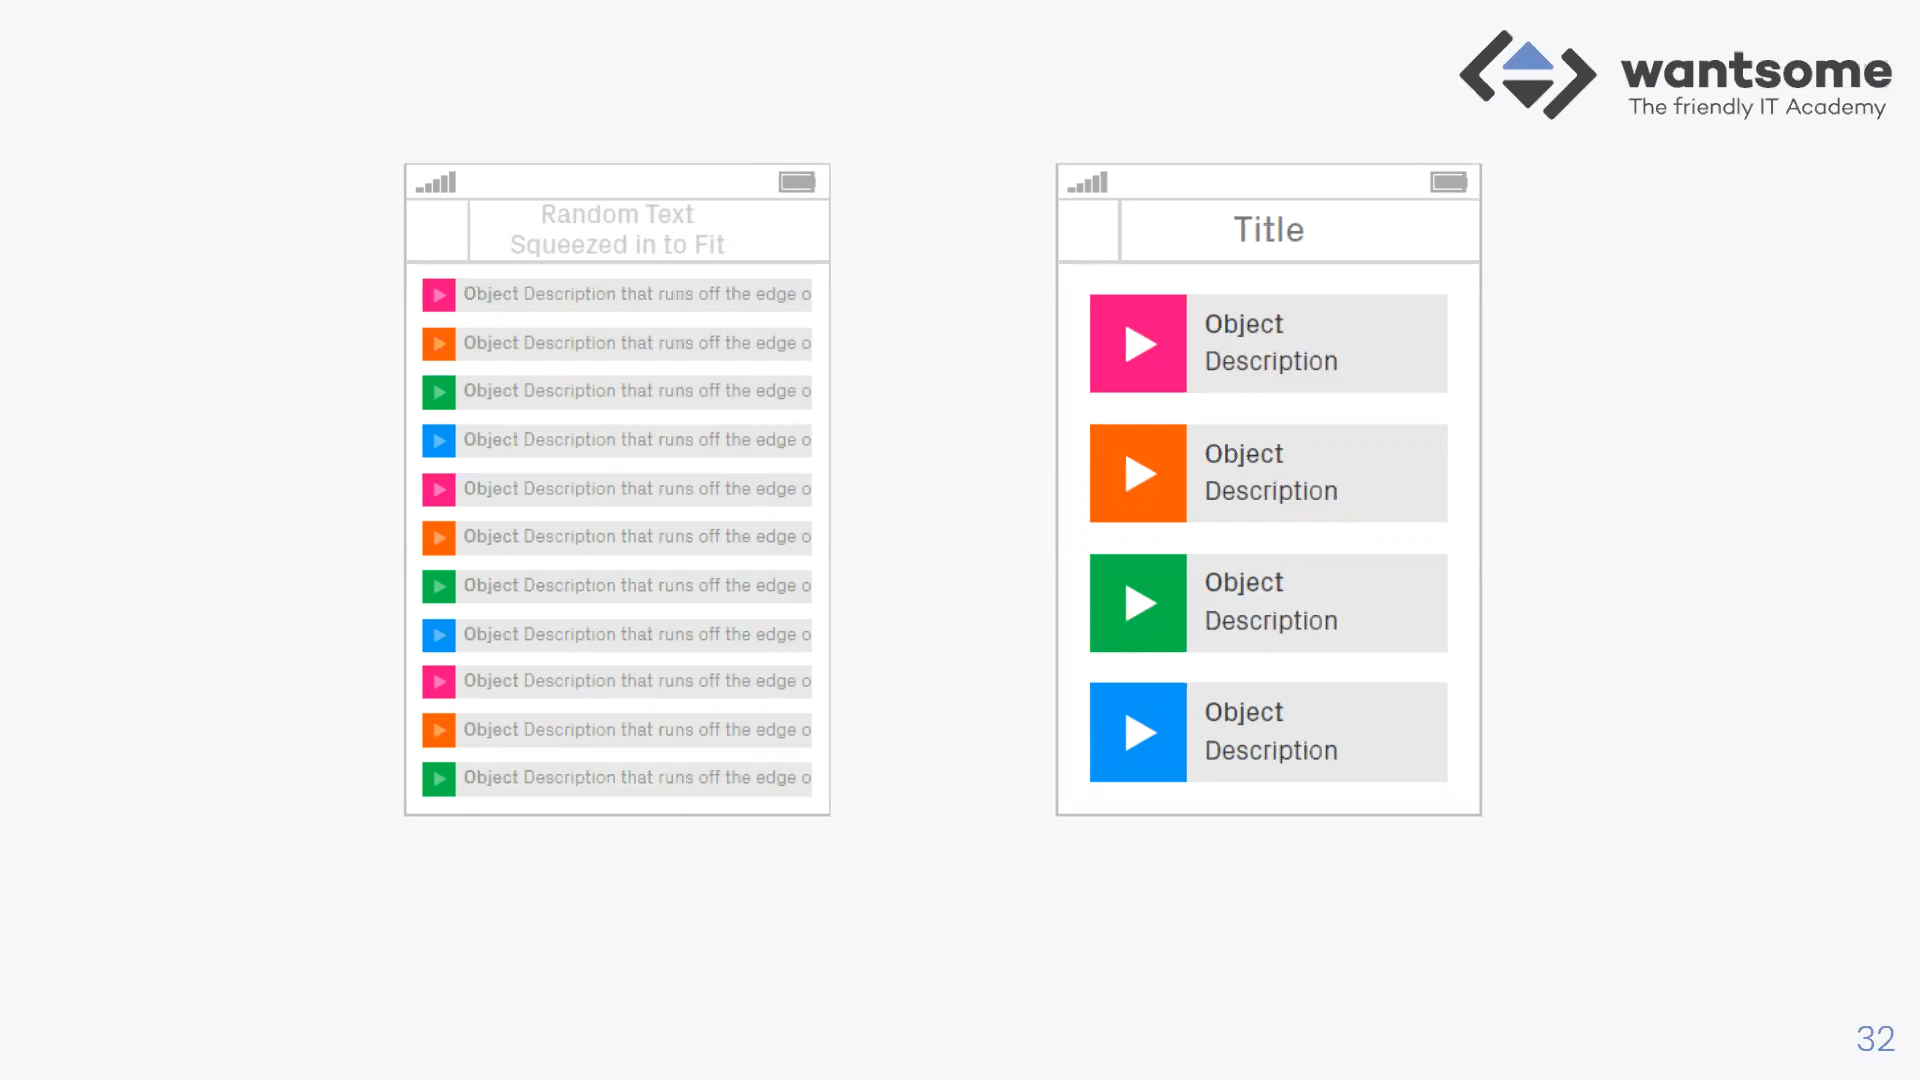 wantsome
The friendly IT Academy
Random Text
Squeezed in to Fit
Object Description that runs off the edge o
Object Description that runs off the edge o
Object Description that runs off the edge o
Object Description that runs off the edge o
Object Description that runs off the edge o
Object Description that runs off the edge o
Object Description that runs off the edge o
Object Description that runs off the edge o
Object Description that runs off the edge o
Object Description that runs off the edge o
Object Description that runs off the edge o
Title
Object
Description
Object
Description
Object
Description
Object
Description
32